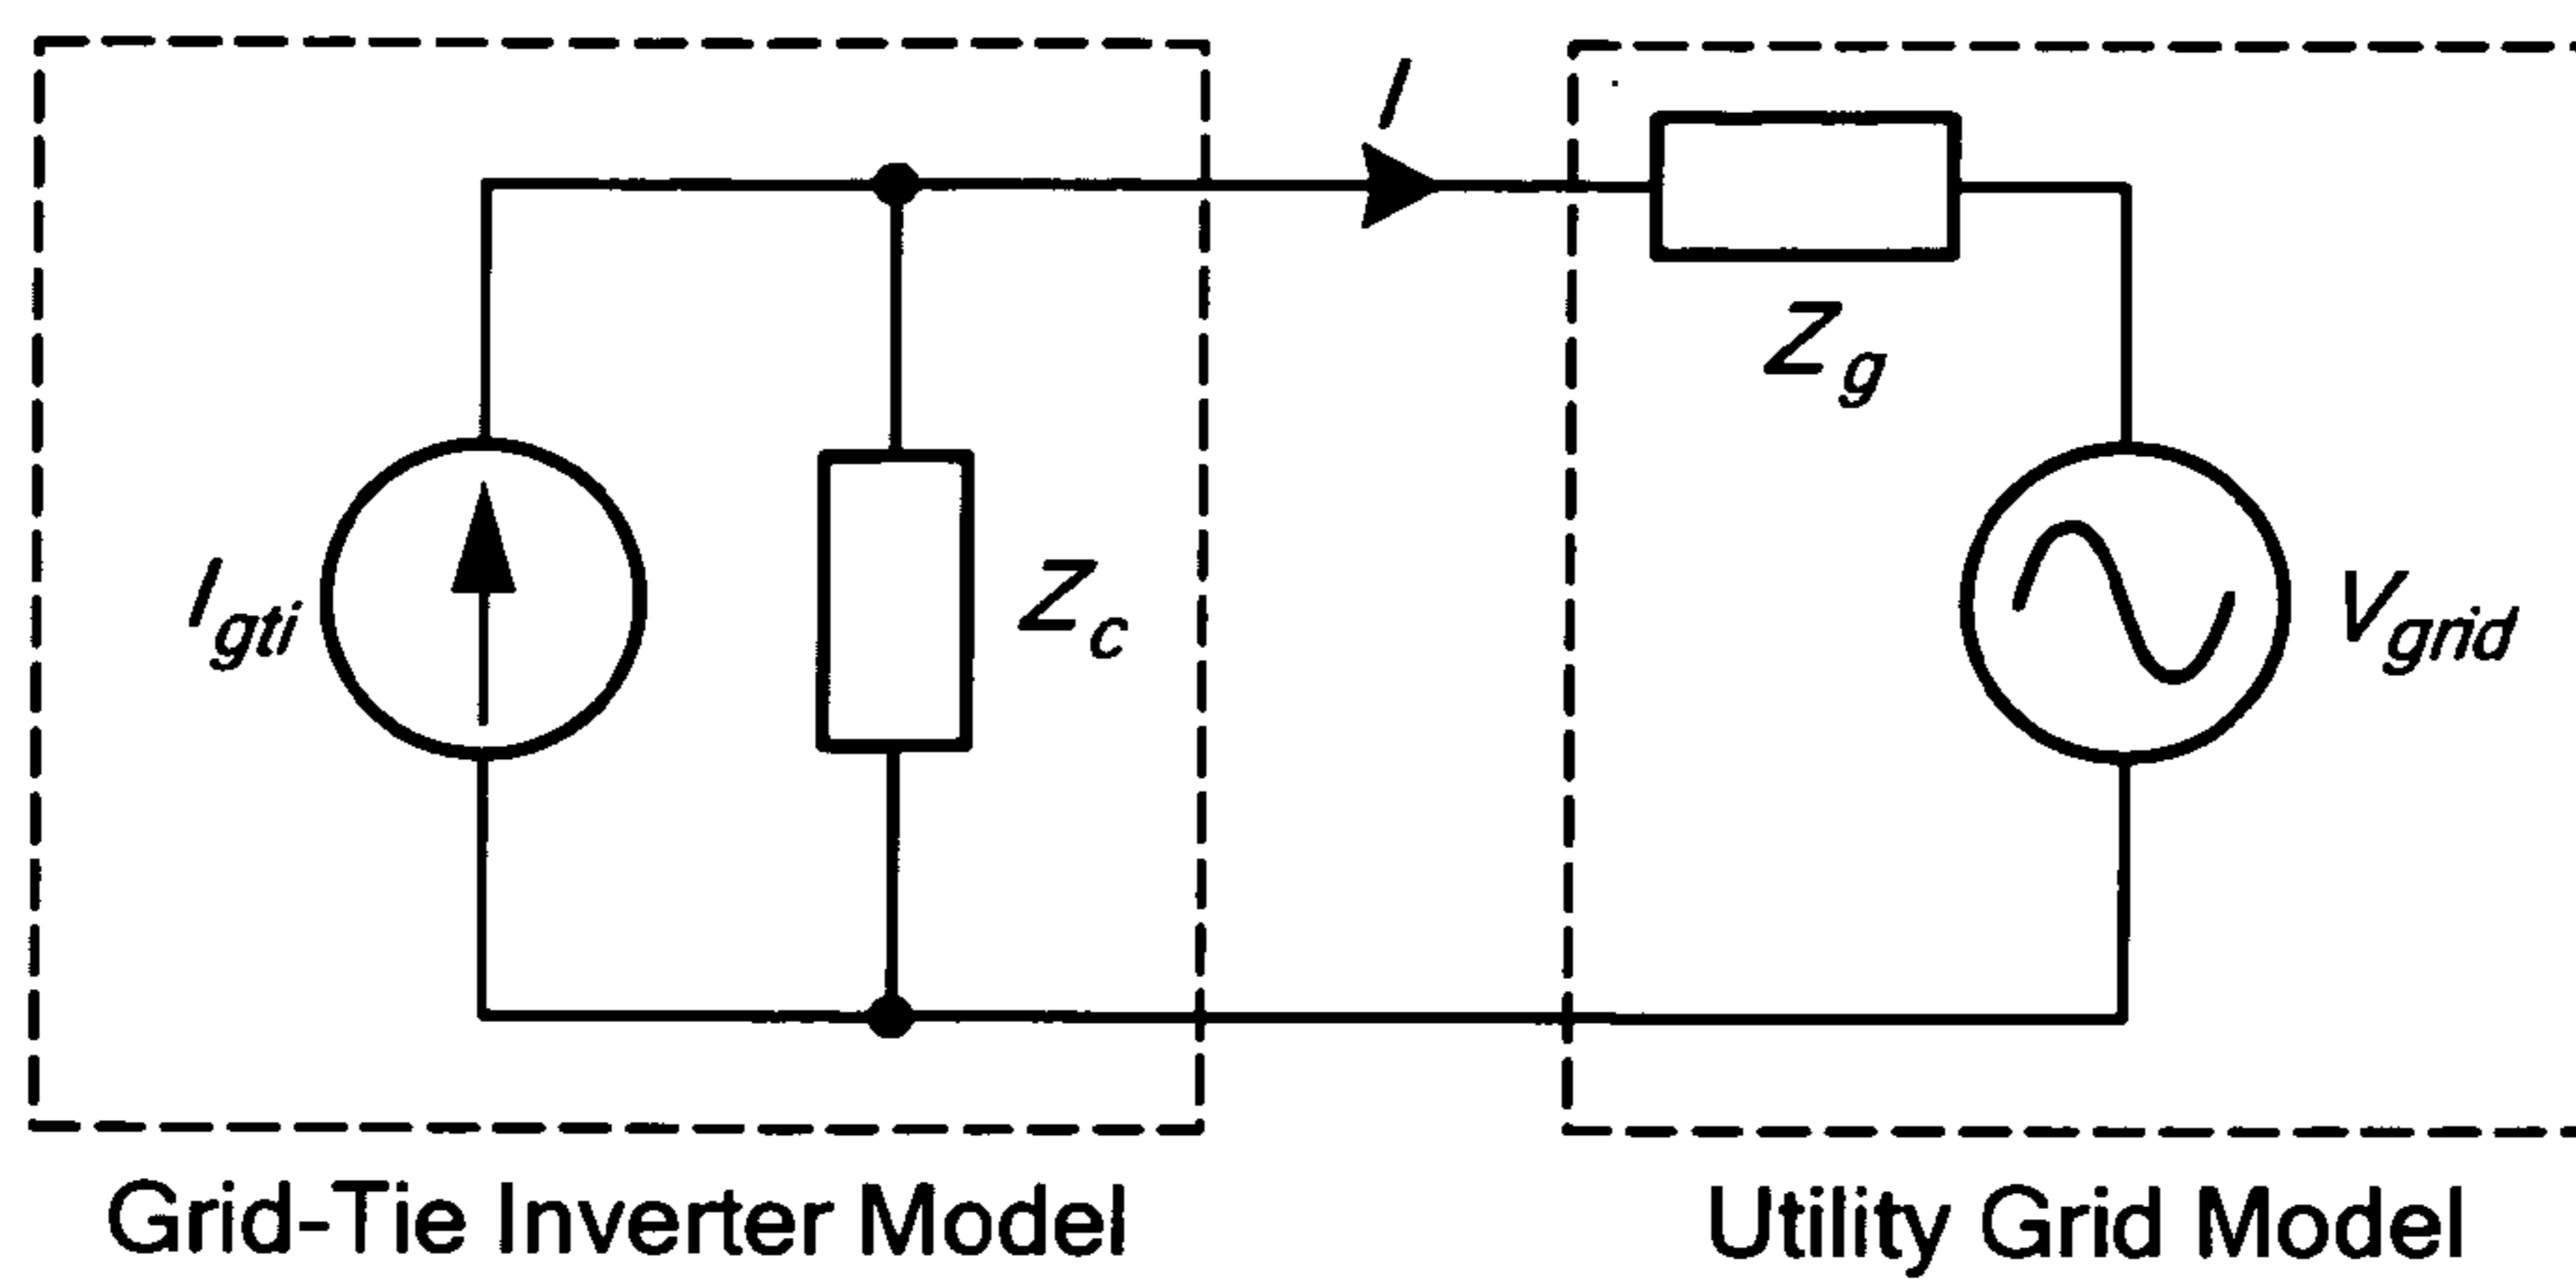 I
Z_g
I_gti
Z_c
V_grid
Grid-Tie Inverter Model
Utility Grid Model